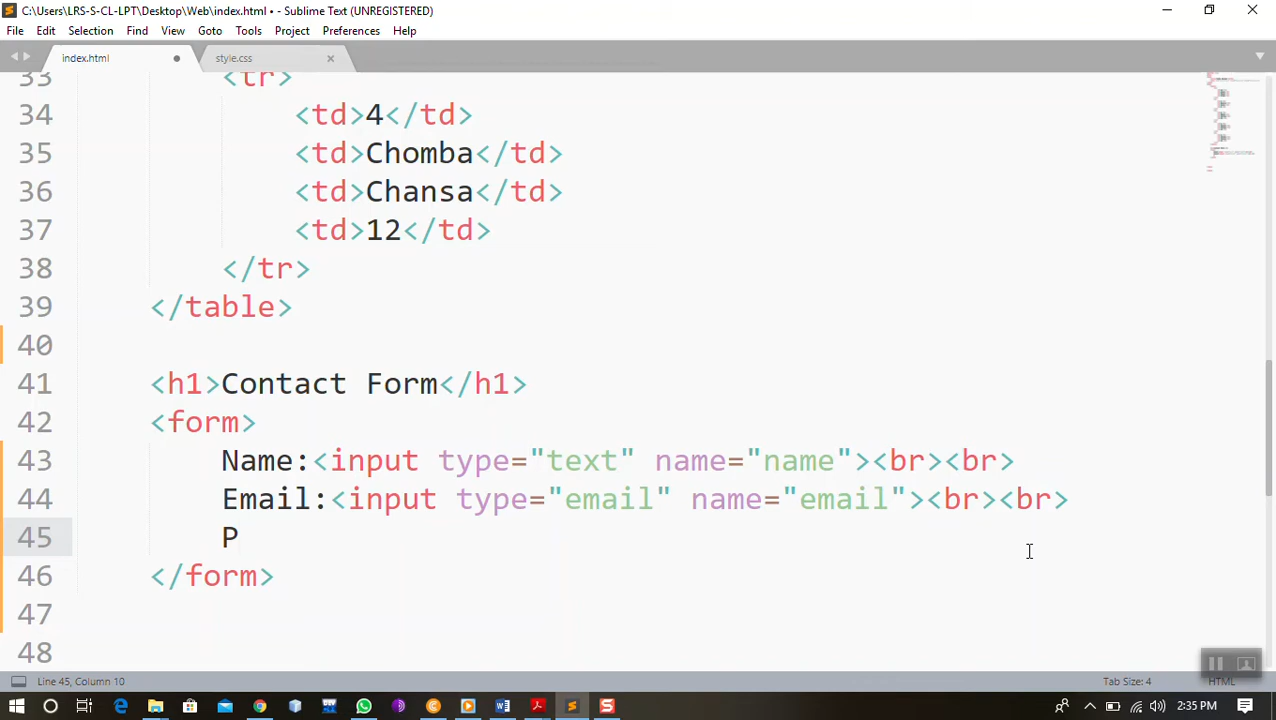 C:\Users\LRS-S-CL-LPT\Desktop\Web\index.html • - Sublime Text (UNREGISTERED)
File Edit Selection Find View Goto Tools Project Preferences Help
index.html style.css
33 <tr>
34 <td>4</td>
35 <td>Chomba</td>
36 <td>Chansa</td>
37 <td>12</td>
38 </tr>
39 </table>
40
41 <h1>Contact Form</h1>
42 <form>
43 Name:<input type="text" name="name"><br><br>
44 Email:<input type="email" name="email"><br><br>
45 P
46 </form>
47
48
Line 45, Column 10 Tab Size: 4 HTML
2:35 PM